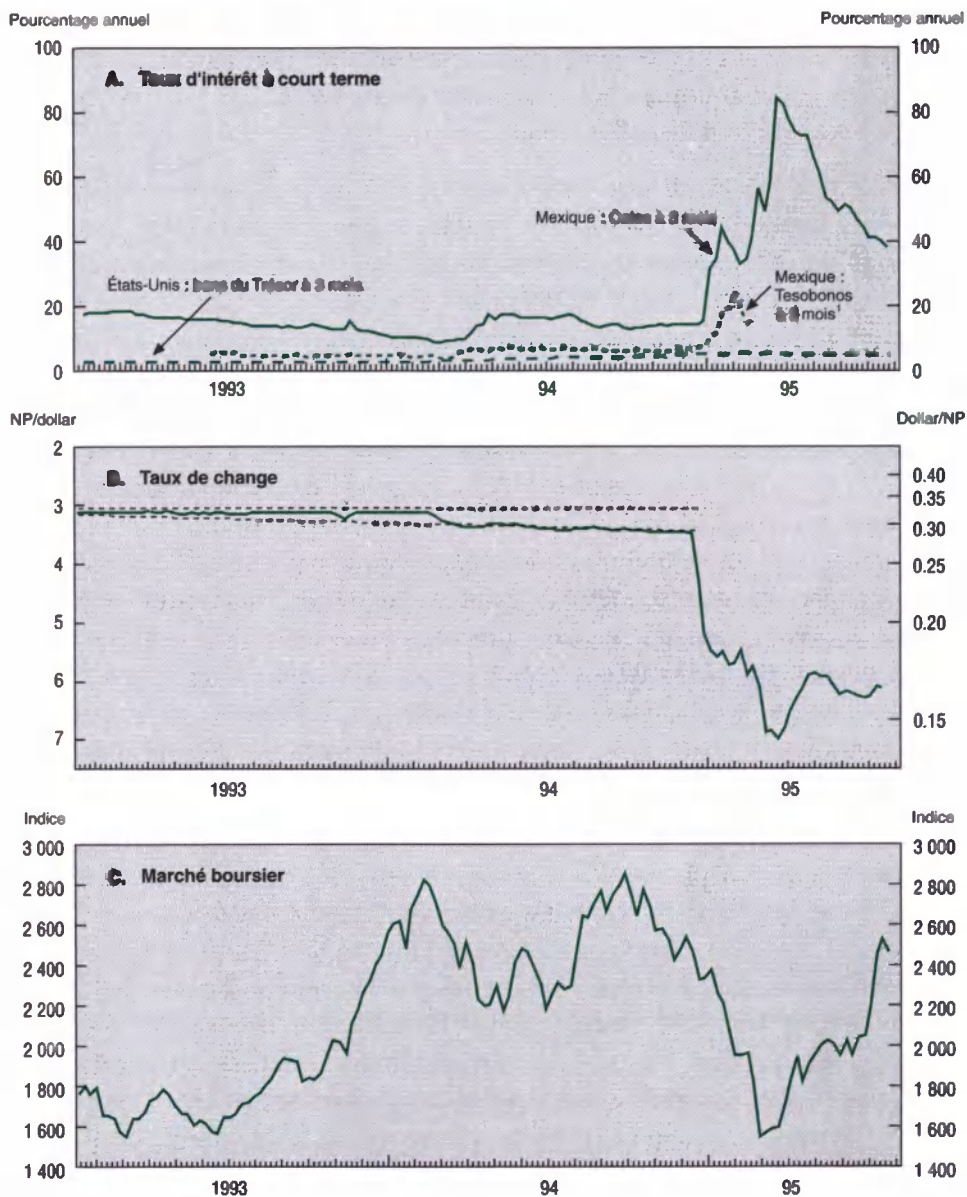 Pourcentage annuel Pourcentage annuel
100 100
A. Taux d'intérêt à court terme
80 80
60 60
Mexique : Cetes à 3 mois
40 40
États-Unis : bons du Trésor à 3 mois
Mexique :
Tesobonos
à 3 mois¹
20 20
0 0
1993 94 95
NP/dollar Dollar/NP
2
B. Taux de change
0.40
0.35
3
0.30
4
0.25
5 0.20
6
0.15
7
1993 94 95
Indice Indice
3 000 3 000
C. Marché boursier
2 800 2 800
2 600 2 600
2 400 2 400
2 200 2 200
2 000 2 000
1 800 1 800
1 600 1 600
1 400 1 400
1993 94 95